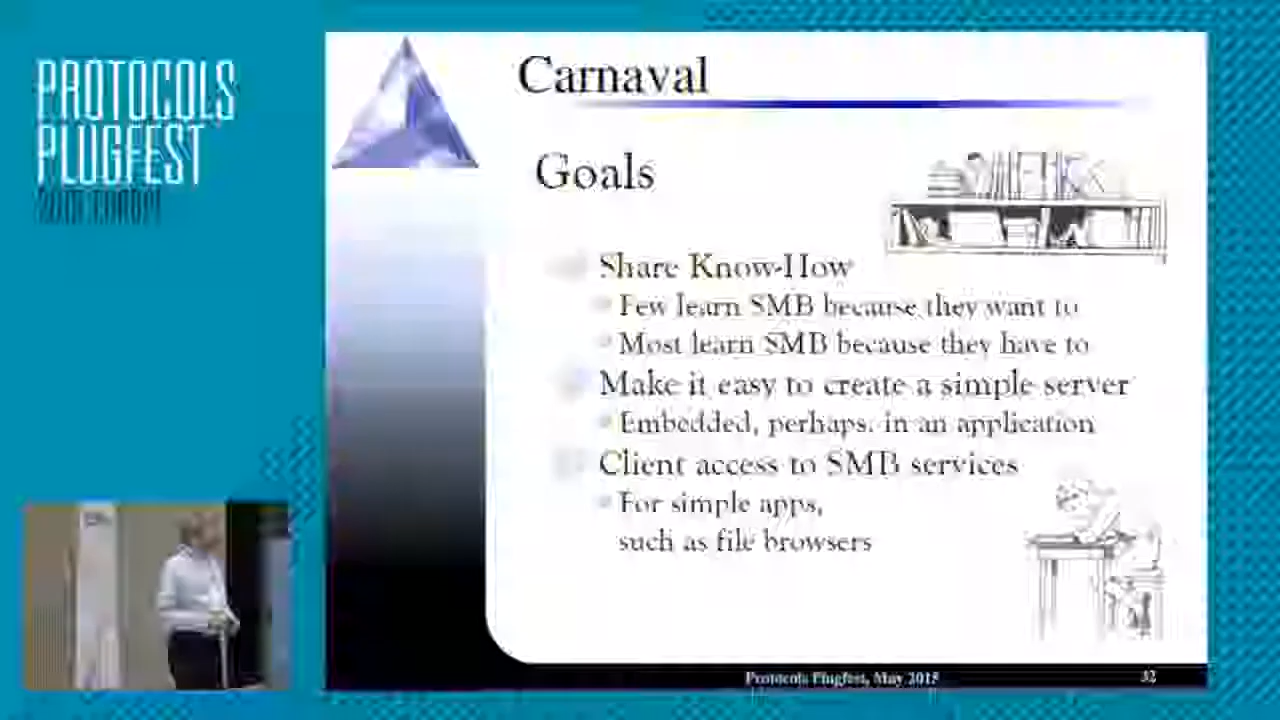 PROTOCOLS
PLUGFEST
2015 EUROPE
Carnaval
Goals
Share Know-How
Few learn SMB because they want to
Most learn SMB because they have to
Make it easy to create a simple server
Embedded, perhaps, in an application
Client access to SMB services
For simple apps,
such as file browsers
Protocols Plugfest, May 2015
32